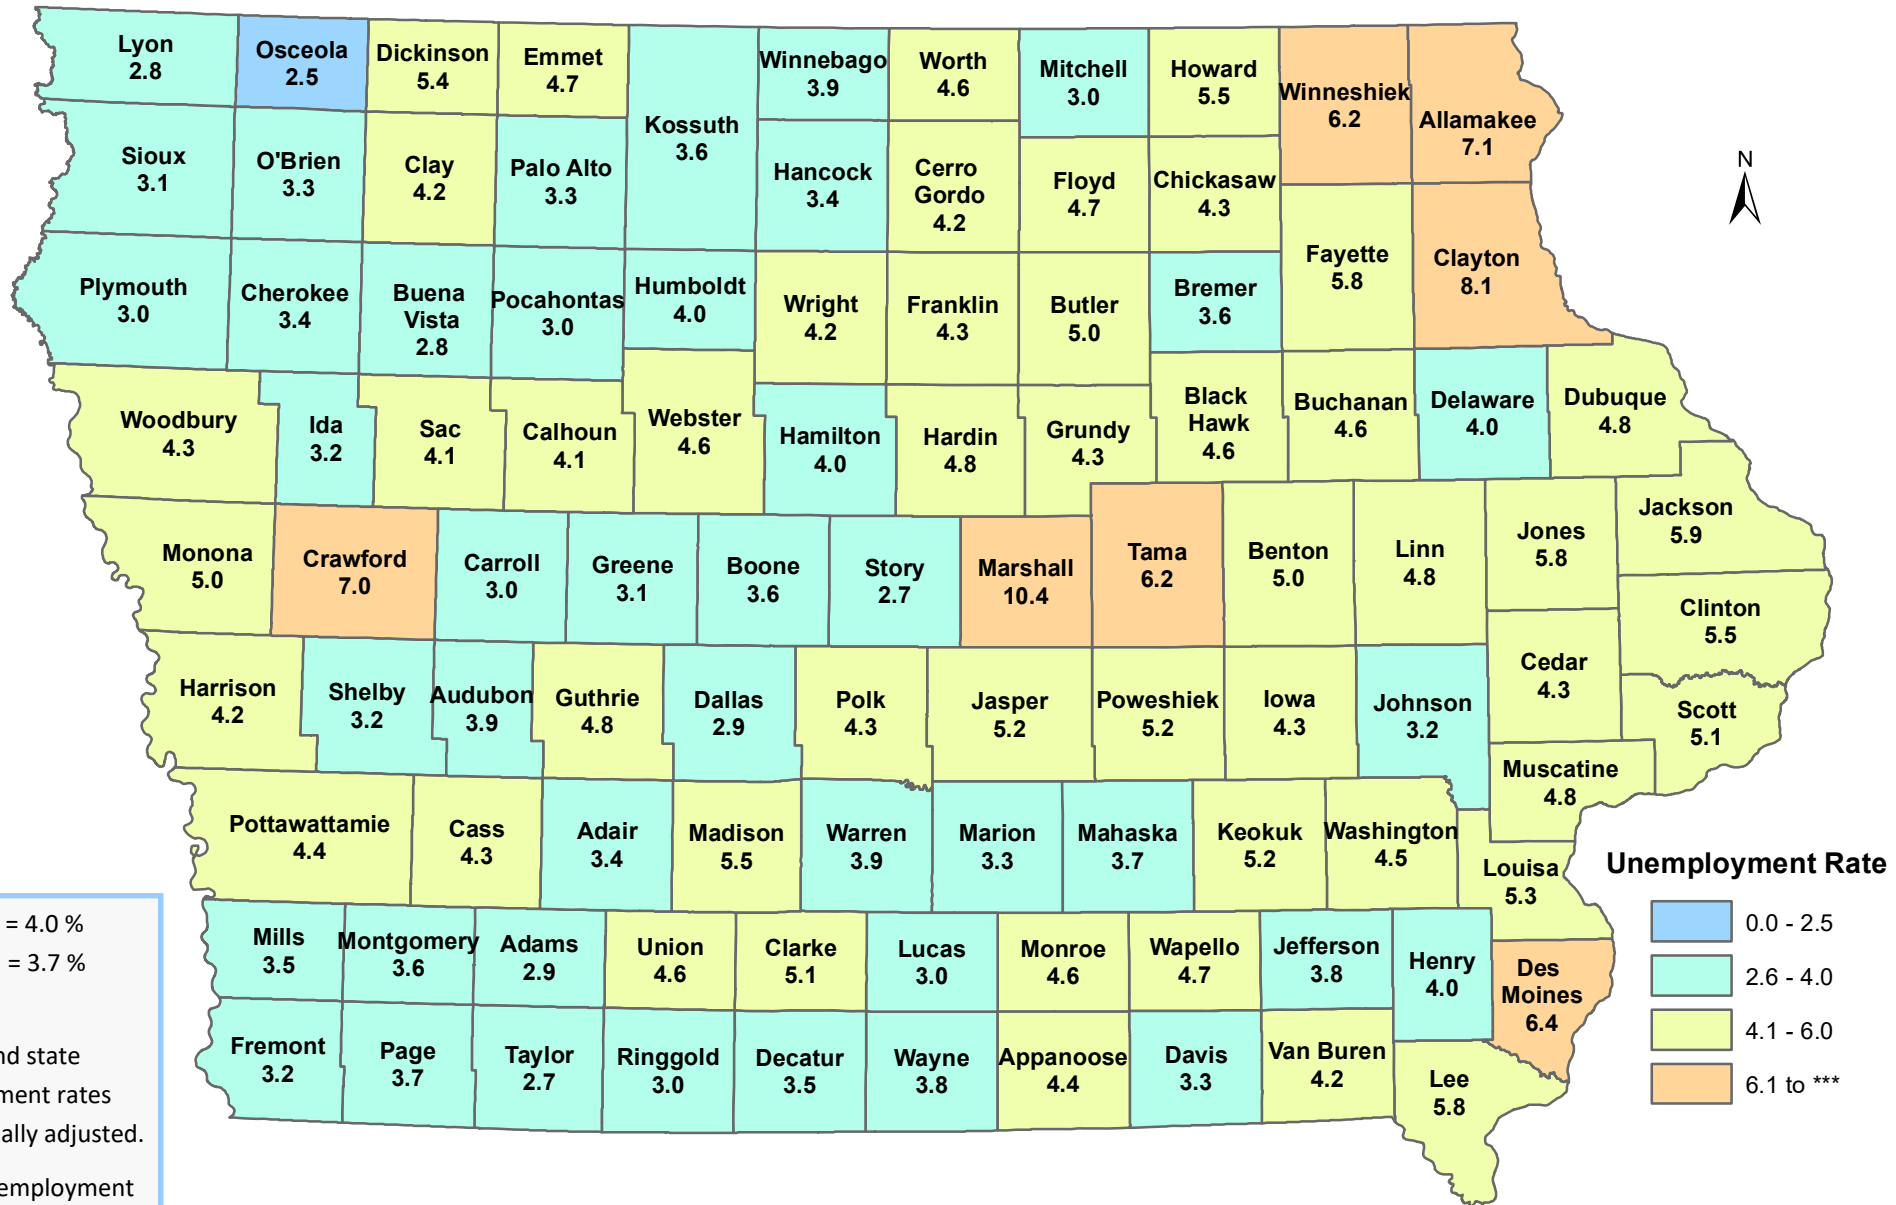 Lyon
2.8
Osceola
2.5
Dickinson
5.4
Emmet
4.7
Kossuth
3.6
Winnebago
3.9
Worth
4.6
Mitchell
3.0
Howard
5.5
Winneshiek
6.2
Allamakee
7.1
Sioux
3.1
O'Brien
3.3
Clay
4.2
Palo Alto
3.3
Hancock
3.4
Cerro
Gordo
4.2
Floyd
4.7
Chickasaw
4.3
N
Plymouth
3.0
Cherokee
3.4
Buena
Vista
2.8
Pocahontas
3.0
Humboldt
4.0
Wright
4.2
Franklin
4.3
Butler
5.0
Bremer
3.6
Fayette
5.8
Clayton
8.1
Woodbury
4.3
Ida
3.2
Sac
4.1
Calhoun
4.1
Webster
4.6
Hamilton
4.0
Hardin
4.8
Grundy
4.3
Black
Hawk
4.6
Buchanan
4.6
Delaware
4.0
Dubuque
4.8
Monona
5.0
Crawford
7.0
Carroll
3.0
Greene
3.1
Boone
3.6
Story
2.7
Marshall
10.4
Tama
6.2
Benton
5.0
Linn
4.8
Jones
5.8
Jackson
5.9
Clinton
5.5
Harrison
4.2
Shelby
3.2
Audubon
3.9
Guthrie
4.8
Dallas
2.9
Polk
4.3
Jasper
5.2
Poweshiek
5.2
Iowa
4.3
Johnson
3.2
Cedar
4.3
Scott
5.1
Muscatine
4.8
Pottawattamie
4.4
Cass
4.3
Adair
3.4
Madison
5.5
Warren
3.9
Marion
3.3
Mahaska
3.7
Keokuk
5.2
Washington
4.5
Louisa
5.3
Mills
3.5
Montgomery
3.6
Adams
2.9
Union
4.6
Clarke
5.1
Lucas
3.0
Monroe
4.6
Wapello
4.7
Jefferson
3.8
Henry
4.0
Des
Moines
6.4
Fremont
3.2
Page
3.7
Taylor
2.7
Ringgold
3.0
Decatur
3.5
Wayne
3.8
Appanoose
4.4
Davis
3.3
Van Buren
4.2
Lee
5.8
Unemployment Rate
0.0 - 2.5
2.6 - 4.0
4.1 - 6.0
6.1 to ***
= 4.0 %
= 3.7 %
nd state
ment rates
ally adjusted.
employment